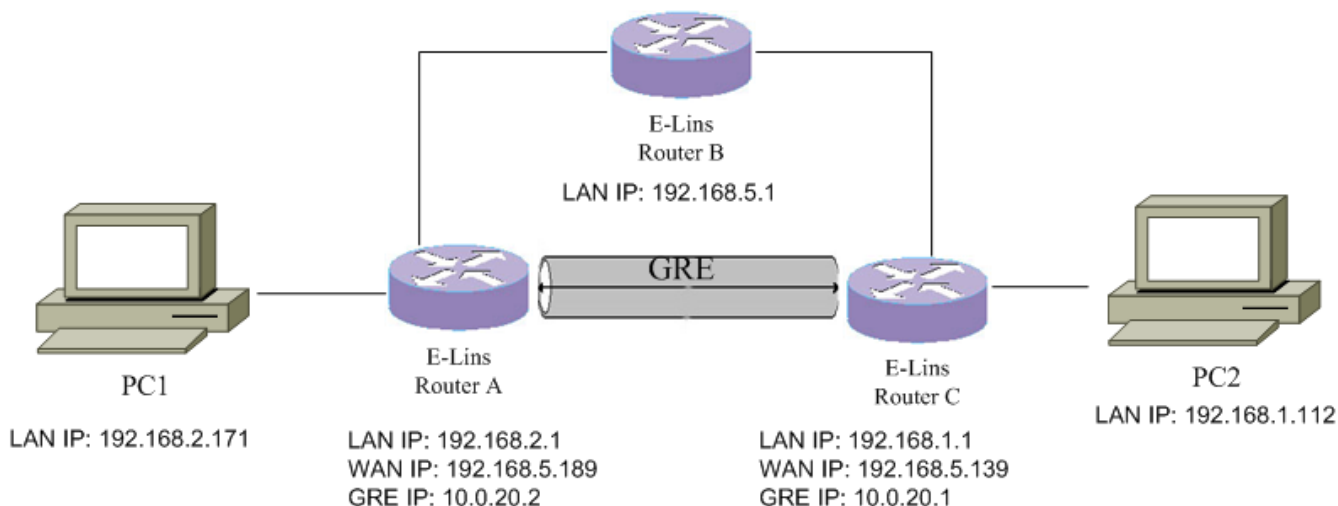 E-Lins
Router B
LAN IP: 192.168.5.1
GRE
E-Lins
Router A
E-Lins
Router C
PC1
PC2
LAN IP: 192.168.2.171
LAN IP: 192.168.2.1
WAN IP: 192.168.5.189
GRE IP: 10.0.20.2
LAN IP: 192.168.1.1
WAN IP: 192.168.5.139
GRE IP: 10.0.20.1
LAN IP: 192.168.1.112